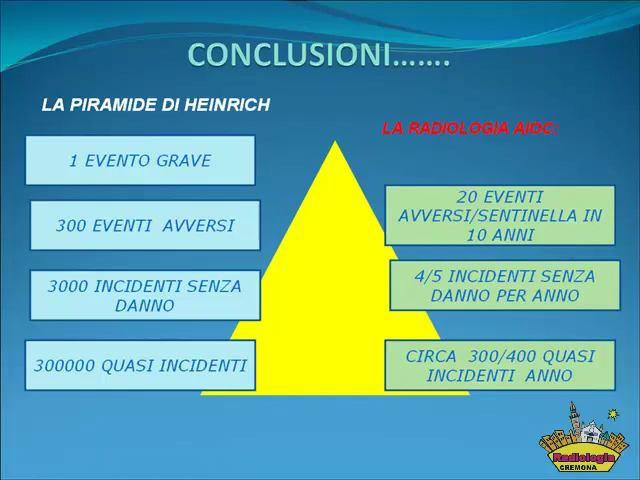 CONCLUSIONI…….
LA PIRAMIDE DI HEINRICH
LA RADIOLOGIA AIOC:
1 EVENTO GRAVE
300 EVENTI AVVERSI
3000 INCIDENTI SENZA
DANNO
300000 QUASI INCIDENTI
20 EVENTI
AVVERSI/SENTINELLA IN
10 ANNI
4/5 INCIDENTI SENZA
DANNO PER ANNO
CIRCA 300/400 QUASI
INCIDENTI ANNO
Radiologia
CREMONA